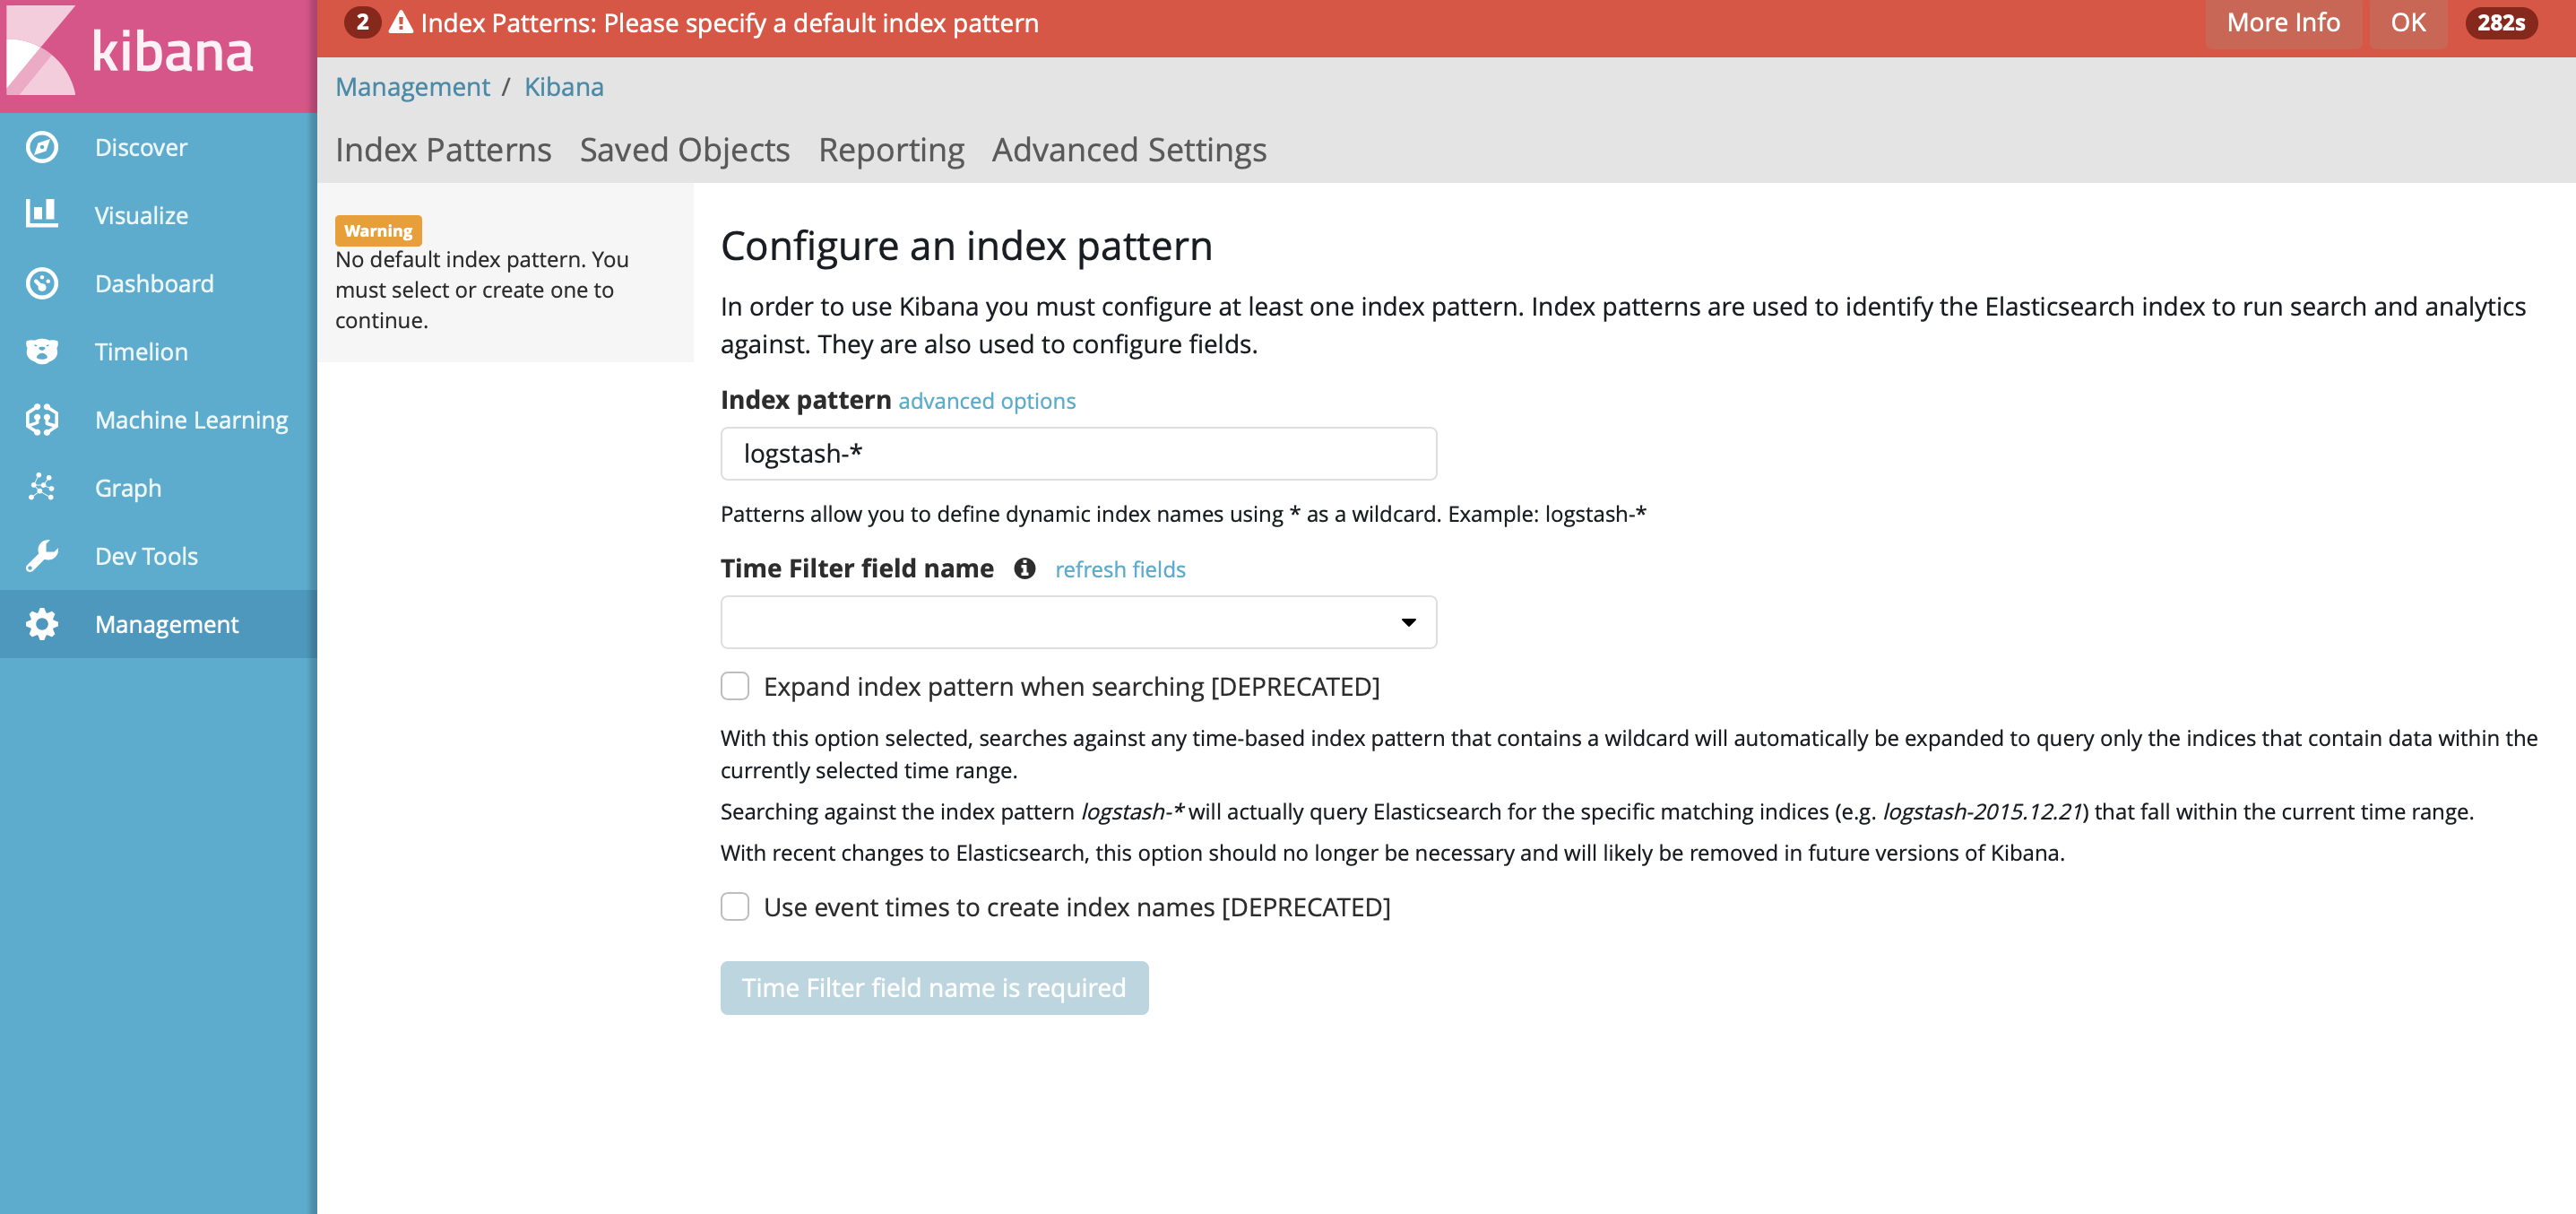 kibana
2 Index Patterns: Please specify a default index pattern More Info OK 282s
Management / Kibana
Index Patterns Saved Objects Reporting Advanced Settings
Discover
Visualize
Dashboard
Timelion
Machine Learning
Graph
Dev Tools
Management
Warning
No default index pattern. You
must select or create one to
continue.
Configure an index pattern
In order to use Kibana you must configure at least one index pattern. Index patterns are used to identify the Elasticsearch index to run search and analytics
against. They are also used to configure fields.
Index pattern advanced options
logstash-*
Patterns allow you to define dynamic index names using * as a wildcard. Example: logstash-*
Time Filter field name refresh fields
Expand index pattern when searching [DEPRECATED]
With this option selected, searches against any time-based index pattern that contains a wildcard will automatically be expanded to query only the indices that contain data within the
currently selected time range.
Searching against the index pattern logstash-* will actually query Elasticsearch for the specific matching indices (e.g. logstash-2015.12.21) that fall within the current time range.
With recent changes to Elasticsearch, this option should no longer be necessary and will likely be removed in future versions of Kibana.
Use event times to create index names [DEPRECATED]
Time Filter field name is required